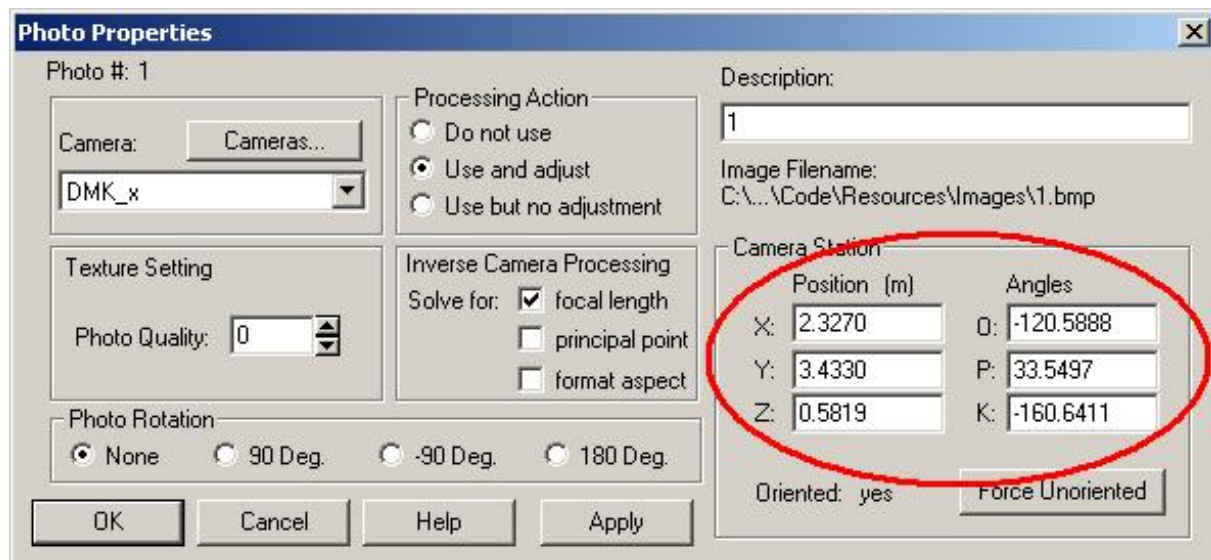 Photo Properties
Photo #: 1
Camera:
Cameras...
DMK_x
Processing Action
Do not use
Use and adjust
Use but no adjustment
Description:
1
Image Filename:
C:\...\Code\Resources\Images\1.bmp
Texture Setting
Photo Quality: 0
Inverse Camera Processing
Solve for: focal length
principal point
format aspect
Camera Station
Position (m) Angles
X: 2.3270 O: -120.5888
Y: 3.4330 P: 33.5497
Z: 0.5819 K: -160.6411
Oriented: yes Force Unoriented
Photo Rotation
None 90 Deg. -90 Deg. 180 Deg.
OK Cancel Help Apply